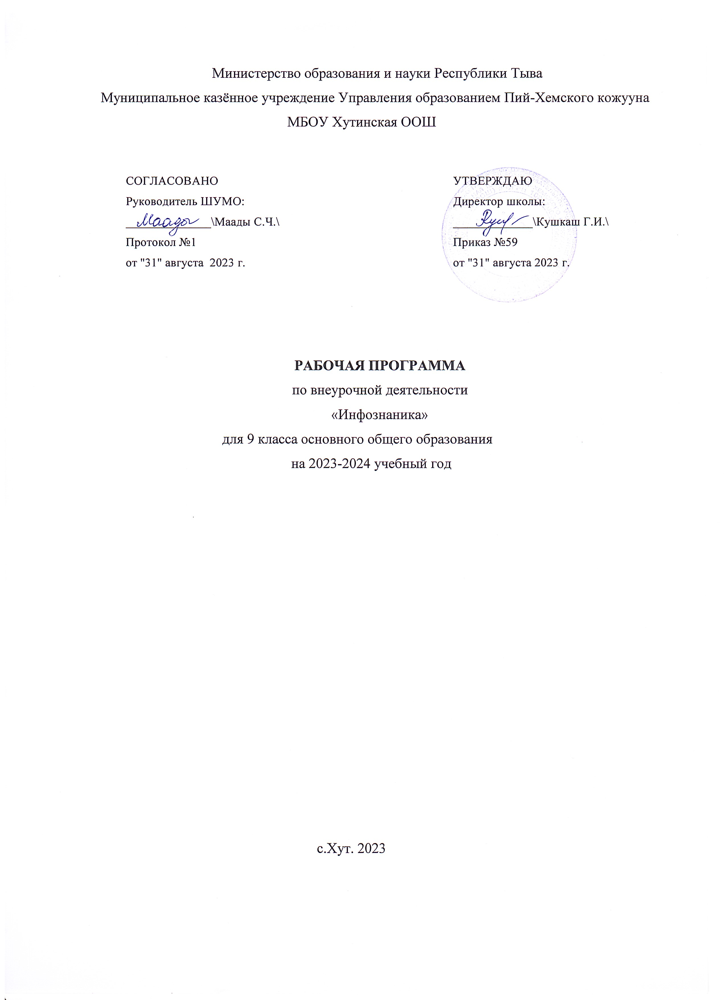 Министерство образования и науки Республики Тыва
Муниципальное казённое учреждение Управления образованием Пий-Хемского кожууна
МБОУ Хутинская ООШ
СОГЛАСОВАНО
Руководитель ШУМО:
Маады \Маады С.Ч.\
Протокол №1
от "31" августа 2023 г.
УТВЕРЖДАЮ
Директор школы:
\Кушкаш Г.И.\
Приказ №59
от "31" августа 2023 г.
РАБОЧАЯ ПРОГРАММА
по внеурочной деятельности
«Инфознаника»
для 9 класса основного общего образования
на 2023-2024 учебный год
с.Хут. 2023